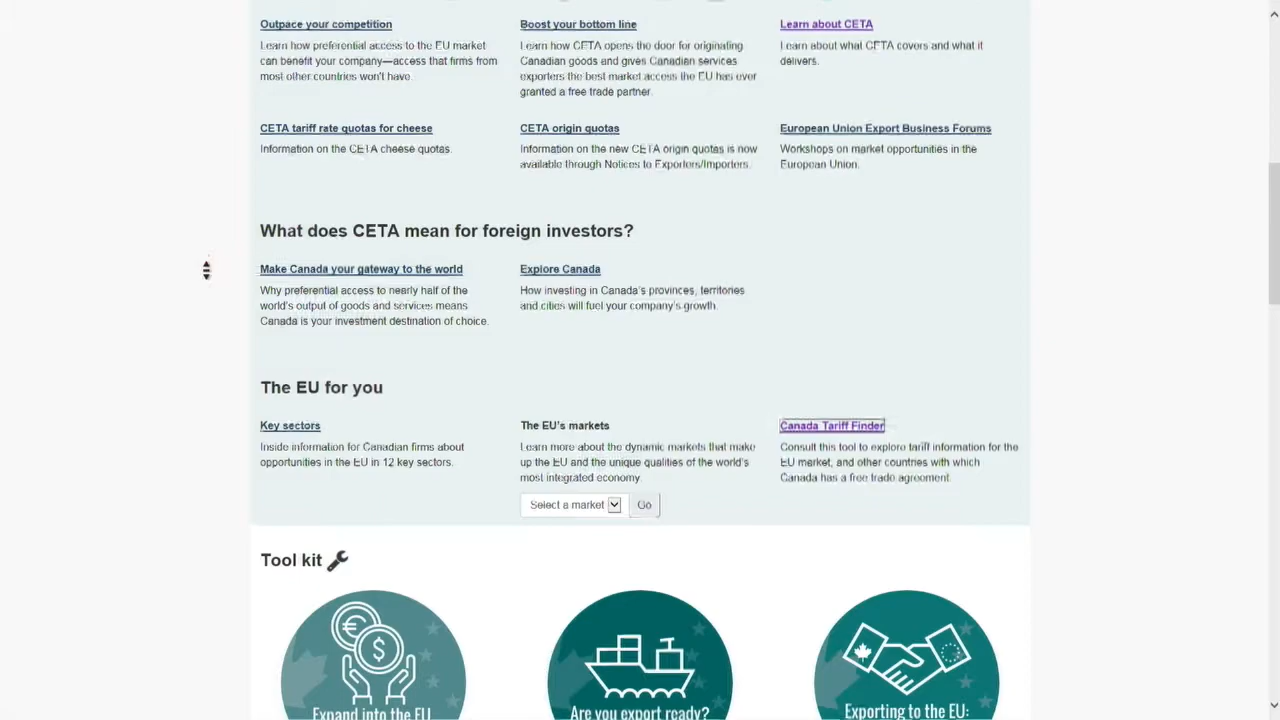 Outpace your competition
Learn how preferential access to the EU market
can benefit your company—access that firms from
most other countries won't have.
Boost your bottom line
Learn how CETA opens the door for originating
Canadian goods and gives Canadian services
exporters the best market access the EU has ever
granted a free trade partner.
Learn about CETA
Learn about what CETA covers and what it
delivers.
CETA tariff rate quotas for cheese
Information on the CETA cheese quotas.
CETA origin quotas
Information on the new CETA origin quotas is now
available through Notices to Exporters/Importers.
European Union Export Business Forums
Workshops on market opportunities in the
European Union.
What does CETA mean for foreign investors?
Make Canada your gateway to the world
Why preferential access to nearly half of the
world's output of goods and services means
Canada is your investment destination of choice.
Explore Canada
How investing in Canada's provinces, territories
and cities will fuel your company's growth.
The EU for you
Key sectors
Inside information for Canadian firms about
opportunities in the EU in 12 key sectors.
The EU's markets
Learn more about the dynamic markets that make
up the EU and the unique qualities of the world's
most integrated economy.
Select a market
Go
Canada Tariff Finder
Consult this tool to explore tariff information for the
EU market, and other countries with which
Canada has a free trade agreement.
Tool kit
€
$
Expand into the EU
Are you export ready?
Exporting to the EU: